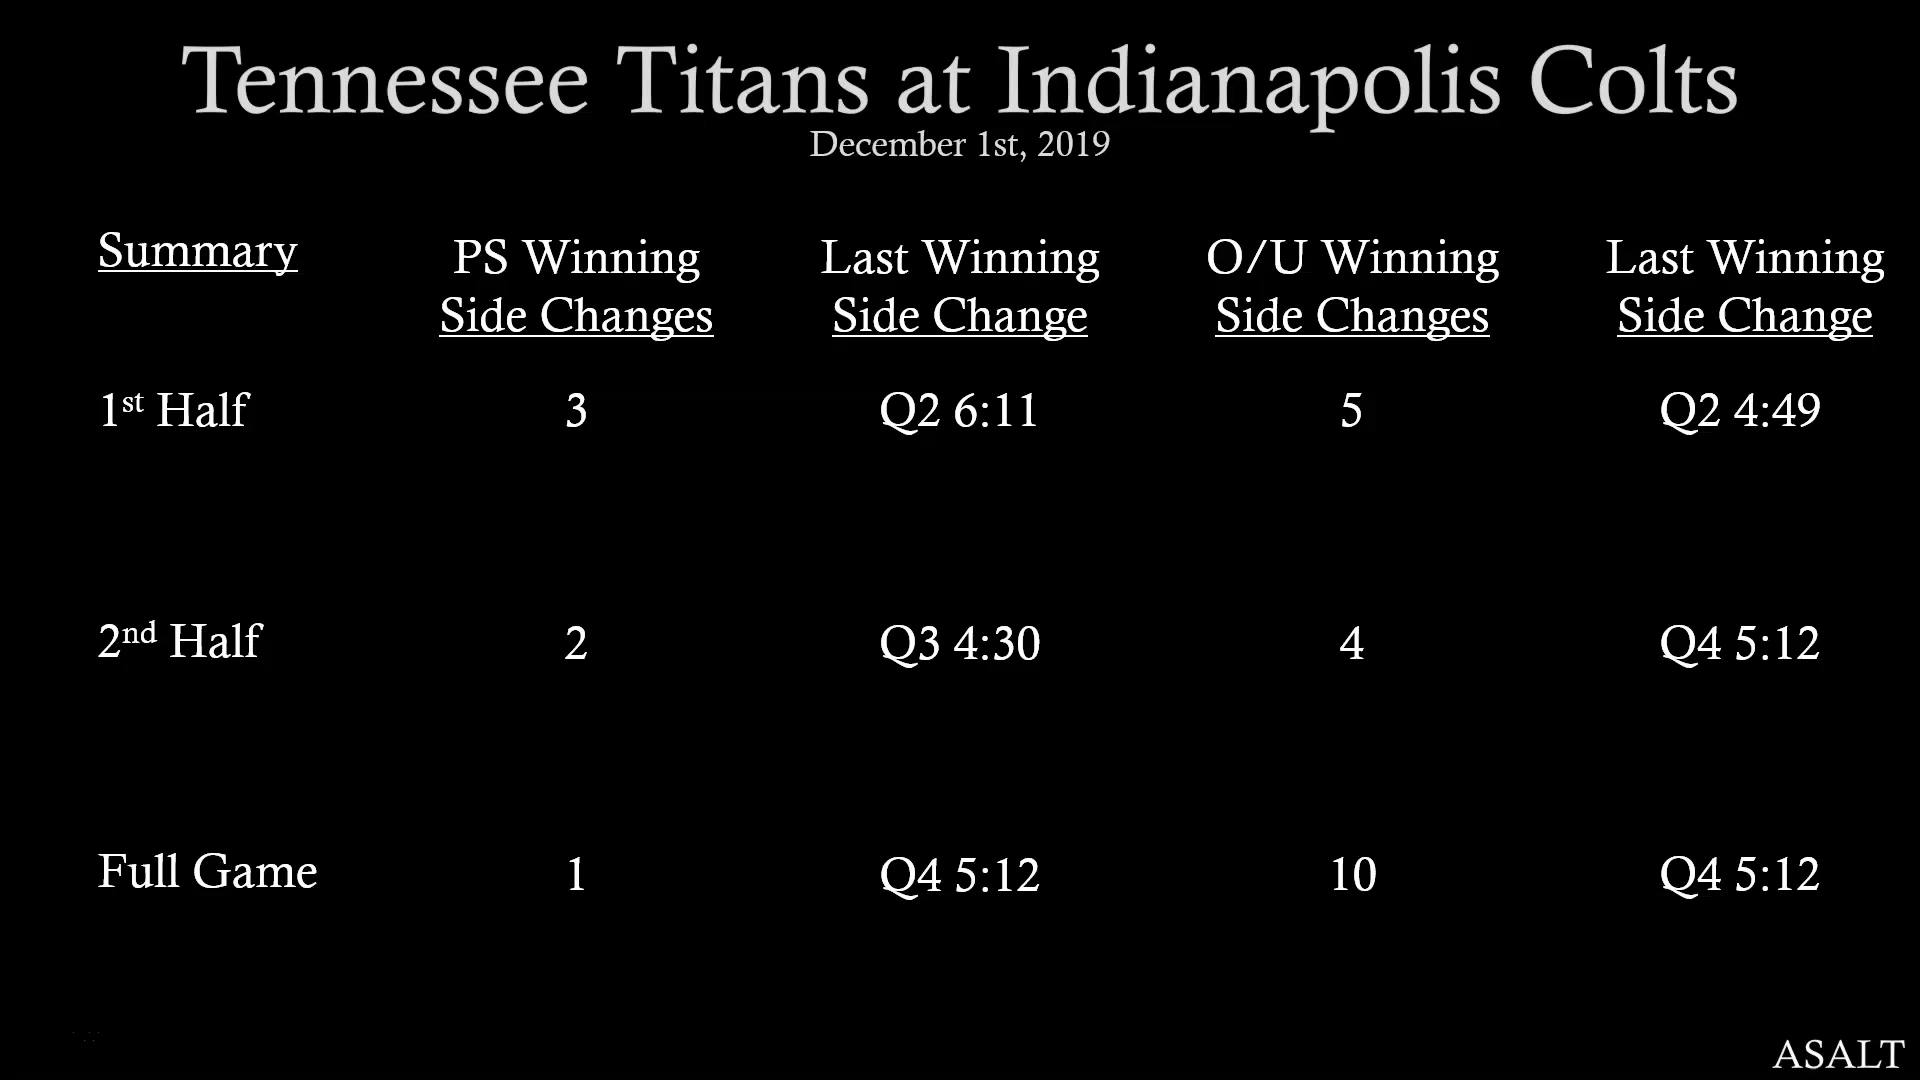 Tennessee Titans at Indianapolis Colts
December 1st, 2019
Summary
PS Winning Side Changes
Last Winning Side Change
O/U Winning Side Changes
Last Winning Side Change
1st Half 3 Q2 6:11 5 Q2 4:49
2nd Half 2 Q3 4:30 4 Q4 5:12
Full Game 1 Q4 5:12 10 Q4 5:12
ASALT